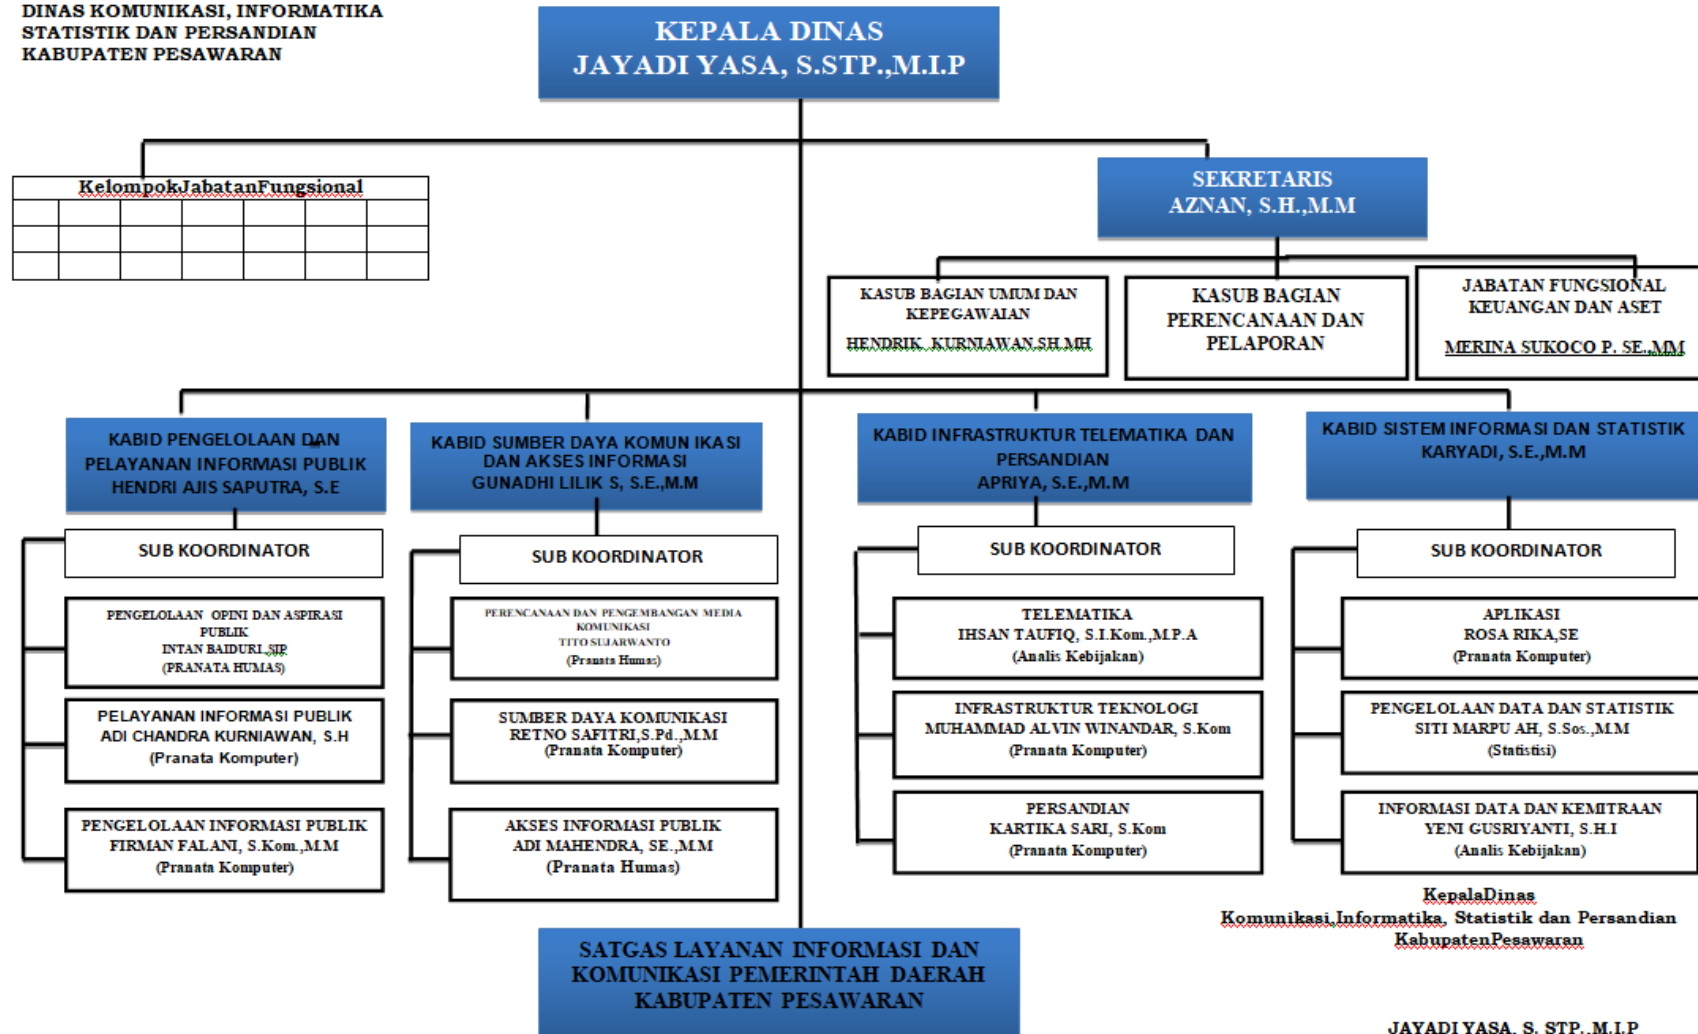 DINAS KOMUNIKASI, INFORMATIKA
STATISTIK DAN PERSANDIAN
KABUPATEN PESAWARAN
KEPALA DINAS
JAYADI YASA, S.STP.,M.I.P
KelompokJabatanFungsional
SEKRETARIS
AZNAN, S.H.,M.M
KASUB BAGIAN UMUM DAN
KEPEGAWAIAN
HENDRIK KURNIAWAN,SH,MH
KASUB BAGIAN
PERENCANAAN DAN
PELAPORAN
JABATAN FUNGSIONAL
KEUANGAN DAN ASET
MERINA SUKOCO P. SE.,MM
KABID PENGELOLAAN DAN
PELAYANAN INFORMASI PUBLIK
HENDRI AJIS SAPUTRA, S.E
SUB KOORDINATOR
PENGELOLAAN OPINI DAN ASPIRASI
PUBLIK
INTAN BAIDURI.,SIP
(PRANATA HUMAS)
PELAYANAN INFORMASI PUBLIK
ADI CHANDRA KURNIAWAN, S.H
(Pranata Komputer)
PENGELOLAAN INFORMASI PUBLIK
FIRMAN FALANI, S.Kom.,M.M
(Pranata Komputer)
KABID SUMBER DAYA KOMUN IKASI
DAN AKSES INFORMASI
GUNADHI LILIK S, S.E.,M.M
SUB KOORDINATOR
PERENCANAAN DAN PENGEMBANGAN MEDIA
KOMUNIKASI
TITO SUJARWANTO
(Pranata Humas)
SUMBER DAYA KOMUNIKASI
RETNO SAFITRI,S.Pd.,M.M
(Pranata Komputer)
AKSES INFORMASI PUBLIK
ADI MAHENDRA, SE.,M.M
(Pranata Humas)
KABID INFRASTRUKTUR TELEMATIKA DAN
PERSANDIAN
APRIYA, S.E.,M.M
SUB KOORDINATOR
TELEMATIKA
IHSAN TAUFIQ, S.I.Kom.,M.P.A
(Analis Kebijakan)
INFRASTRUKTUR TEKNOLOGI
MUHAMMAD ALVIN WINANDAR, S.Kom
(Pranata Komputer)
PERSANDIAN
KARTIKA SARI, S.Kom
(Pranata Komputer)
KABID SISTEM INFORMASI DAN STATISTIK
KARYADI, S.E.,M.M
SUB KOORDINATOR
APLIKASI
ROSA RIKA,SE
(Pranata Komputer)
PENGELOLAAN DATA DAN STATISTIK
SITI MARPU AH, S.Sos.,M.M
(Statistisi)
INFORMASI DATA DAN KEMITRAAN
YENI GUSRIYANTI, S.H.I
(Analis Kebijakan)
SATGAS LAYANAN INFORMASI DAN
KOMUNIKASI PEMERINTAH DAERAH
KABUPATEN PESAWARAN
KepalaDinas
Komunikasi,Informatika, Statistik dan Persandian
KabupatenPesawaran
JAYADI YASA, S. STP.,M.I.P